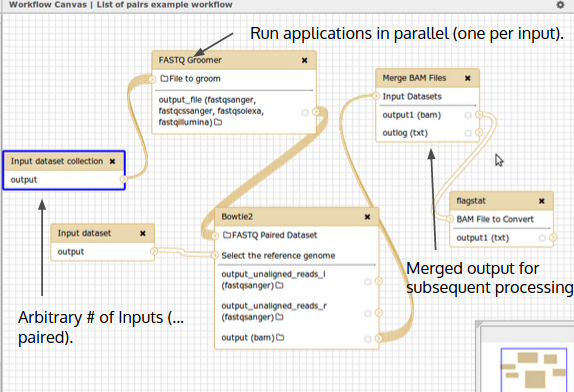 Workflow Canvas | List of pairs example workflow
Run applications in parallel (one per input).
FASTQ Groomer
File to groom
output_file (fastqsanger,
fastqcssanger, fastqsolexa,
fastqillumina)
Merge BAM Files
Input Datasets
output1 (bam)
outlog (txt)
Input dataset collection
output
flagstat
BAM File to Convert
output1 (txt)
Input dataset
output
Bowtie2
FASTQ Paired Dataset
Select the reference genome
output_unaligned_reads_l
(fastqsanger)
output_unaligned_reads_r
(fastqsanger)
output (bam)
Merged output for
subsequent processing
Arbitrary # of Inputs (...
paired).